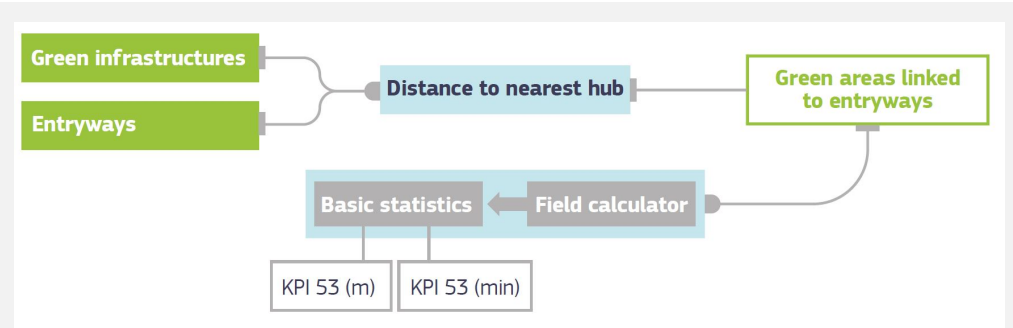 Green infrastructures
Entryways
Distance to nearest hub
Green areas linked
to entryways
Basic statistics
Field calculator
KPI 53 (m)
KPI 53 (min)